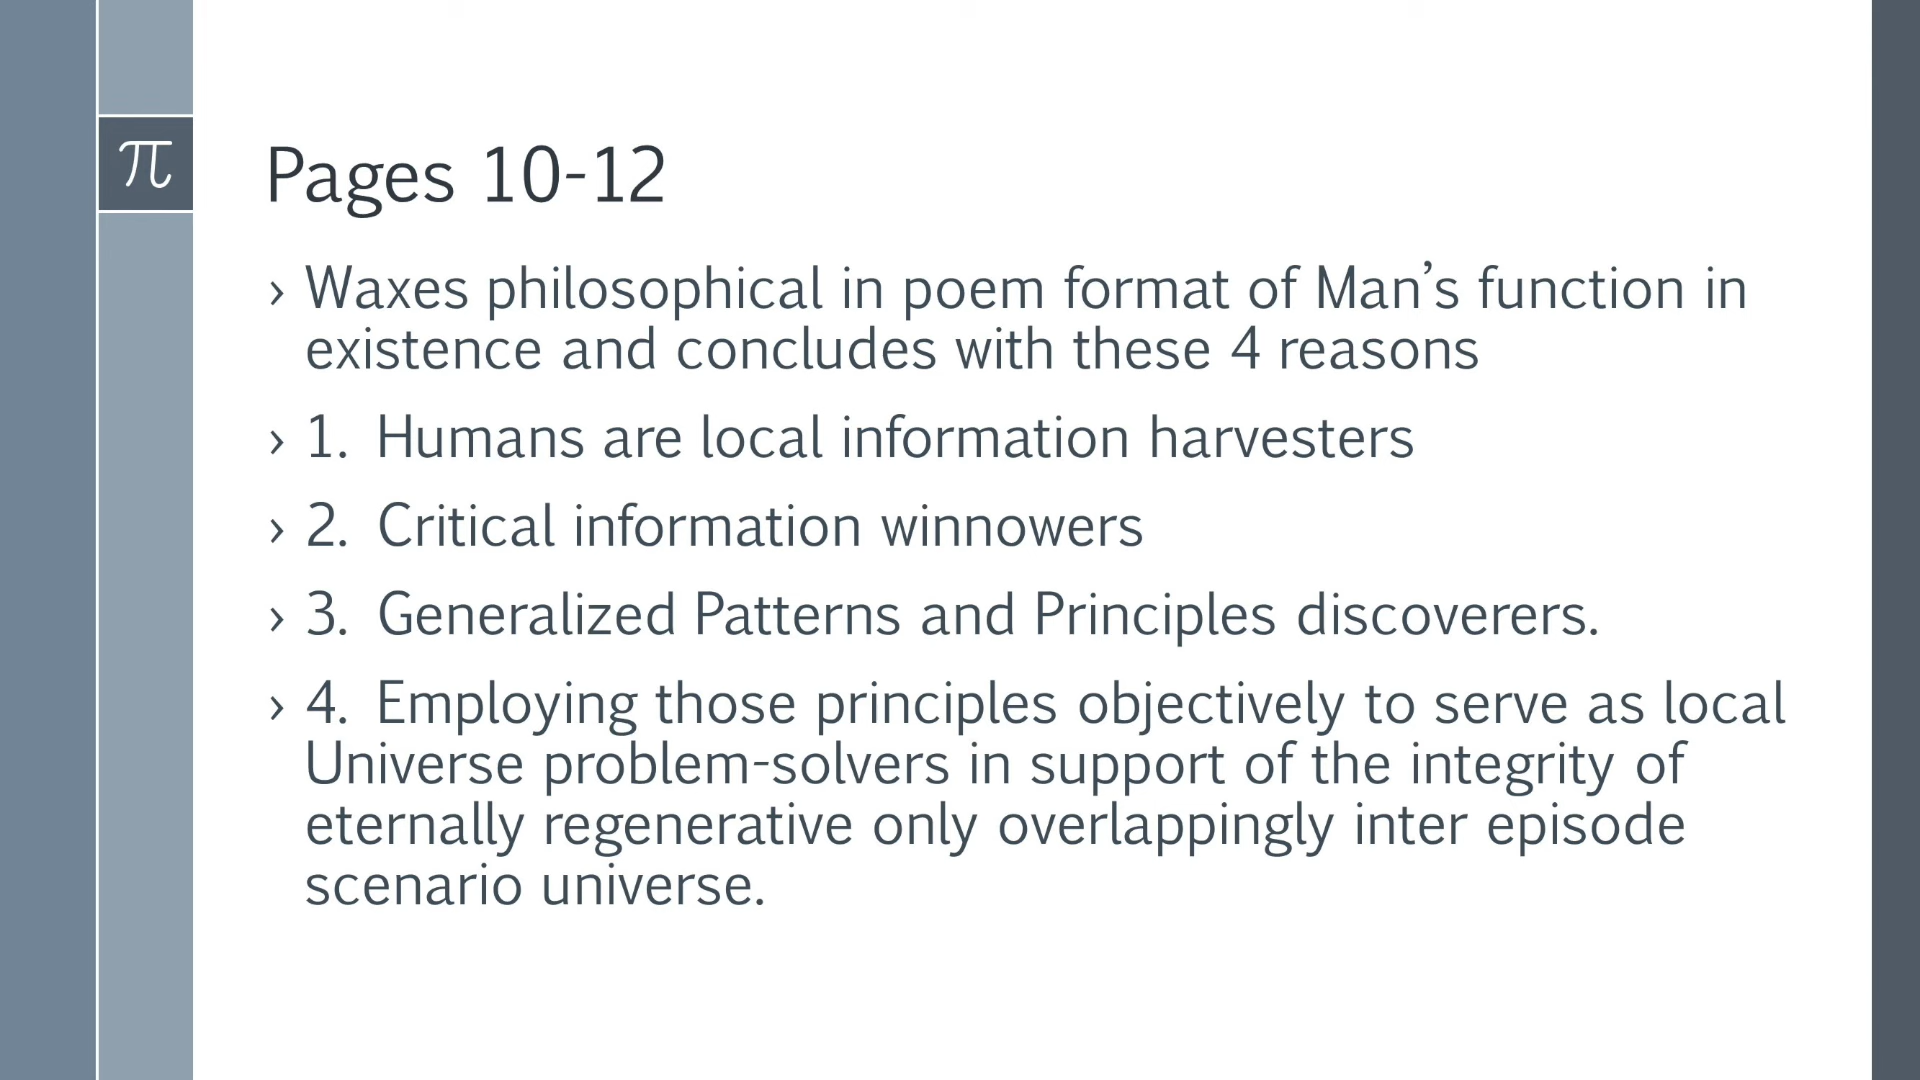 π
Pages 10-12
› Waxes philosophical in poem format of Man’s function in
existence and concludes with these 4 reasons
› 1. Humans are local information harvesters
› 2. Critical information winnowers
› 3. Generalized Patterns and Principles discoverers.
› 4. Employing those principles objectively to serve as local
Universe problem-solvers in support of the integrity of
eternally regenerative only overlappingly inter episode
scenario universe.